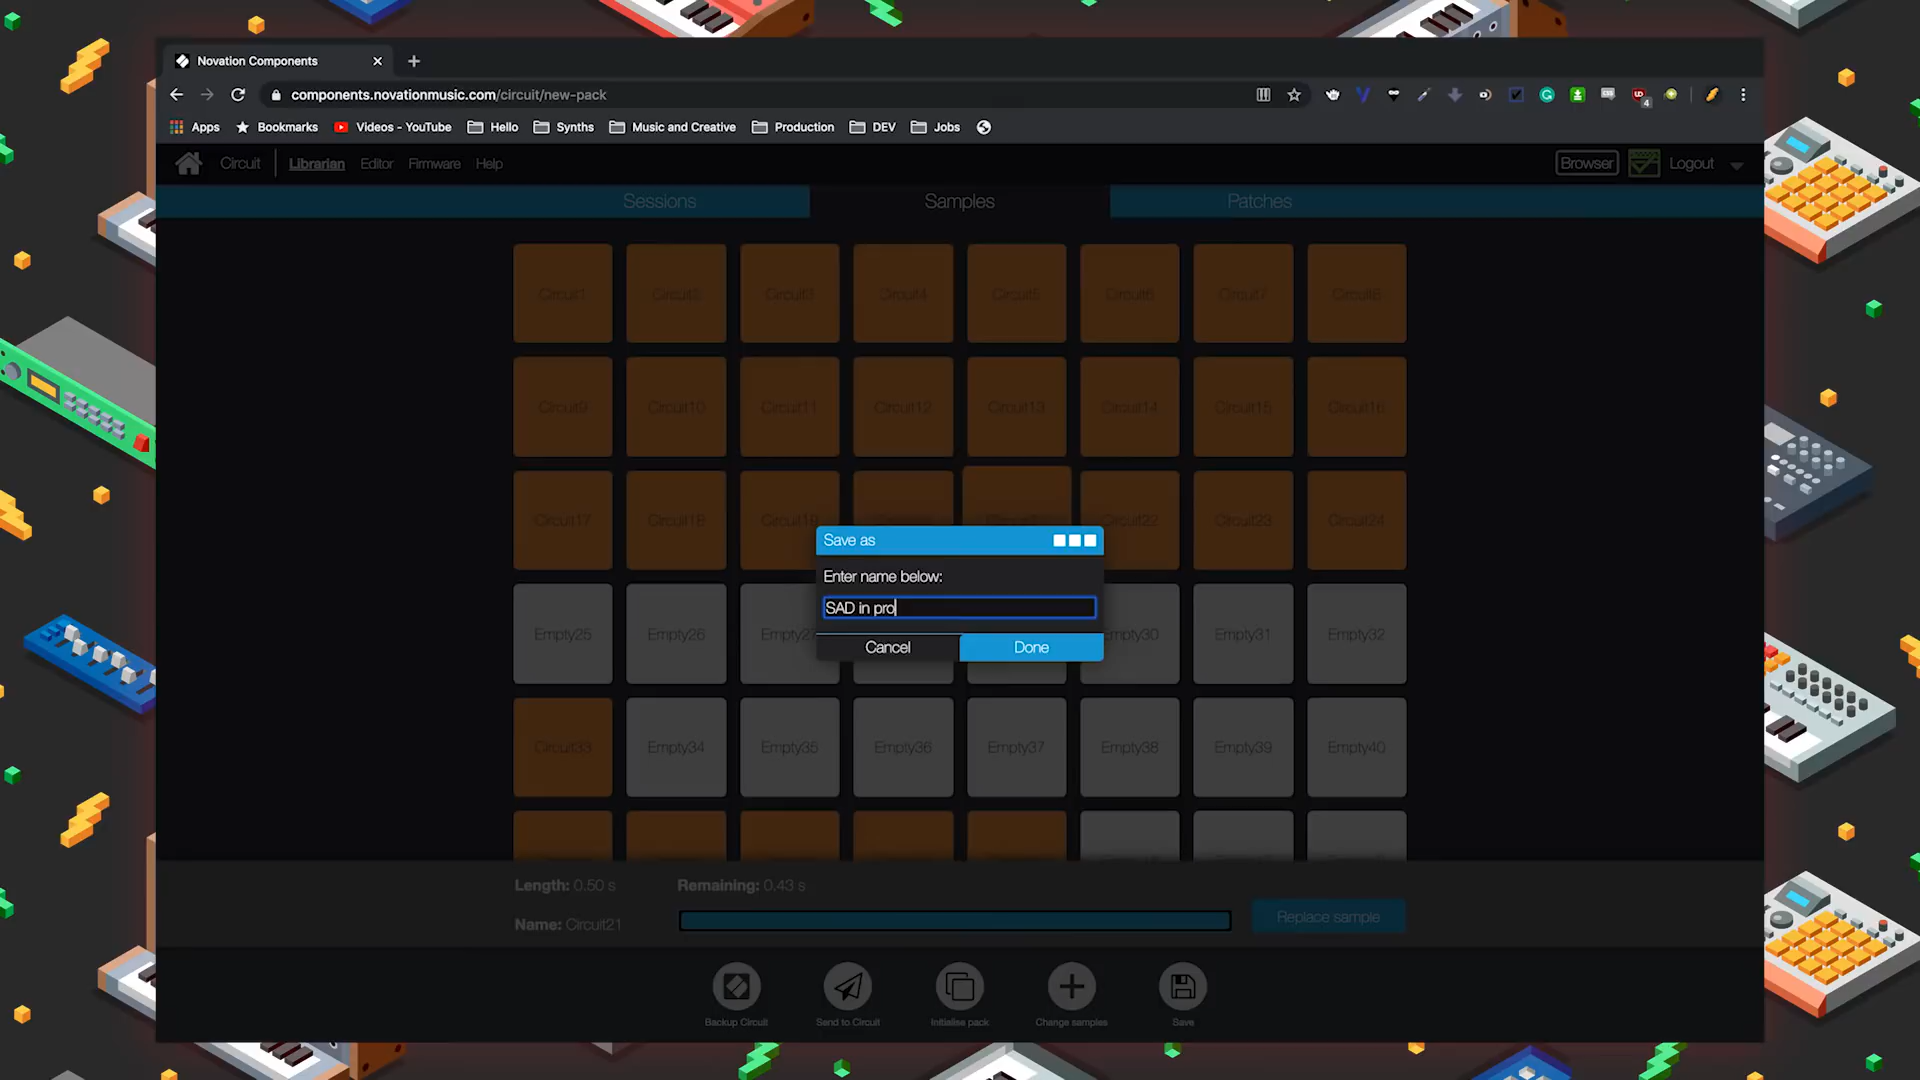 Novation Components
components.novationmusic.com/circuit/new-pack
4
Apps Bookmarks Videos - YouTube Hello Synths Music and Creative Production DEV Jobs
Circuit Librarian Editor Firmware Help Browser Logout
Sessions Samples Patches
Circuit1 Circuit2 Circuit3 Circuit4 Circuit5 Circuit6 Circuit7 Circuit8
Circuit9 Circuit10 Circuit11 Circuit12 Circuit13 Circuit14 Circuit15 Circuit16
Circuit17 Circuit18 Circuit19 Circuit22 Circuit23 Circuit24
Save as
Enter name below:
SAD in pro
Cancel Done
Empty25 Empty26 Empty31 Empty32
Circuit33 Empty34 Empty35 Empty36 Empty37 Empty38 Empty39 Empty40
Length: 0.50 s Remaining: 0.43 s
Name: Circuit21 Replace sample
Backup Circuit Send to Circuit Initialise pack Change samples Save